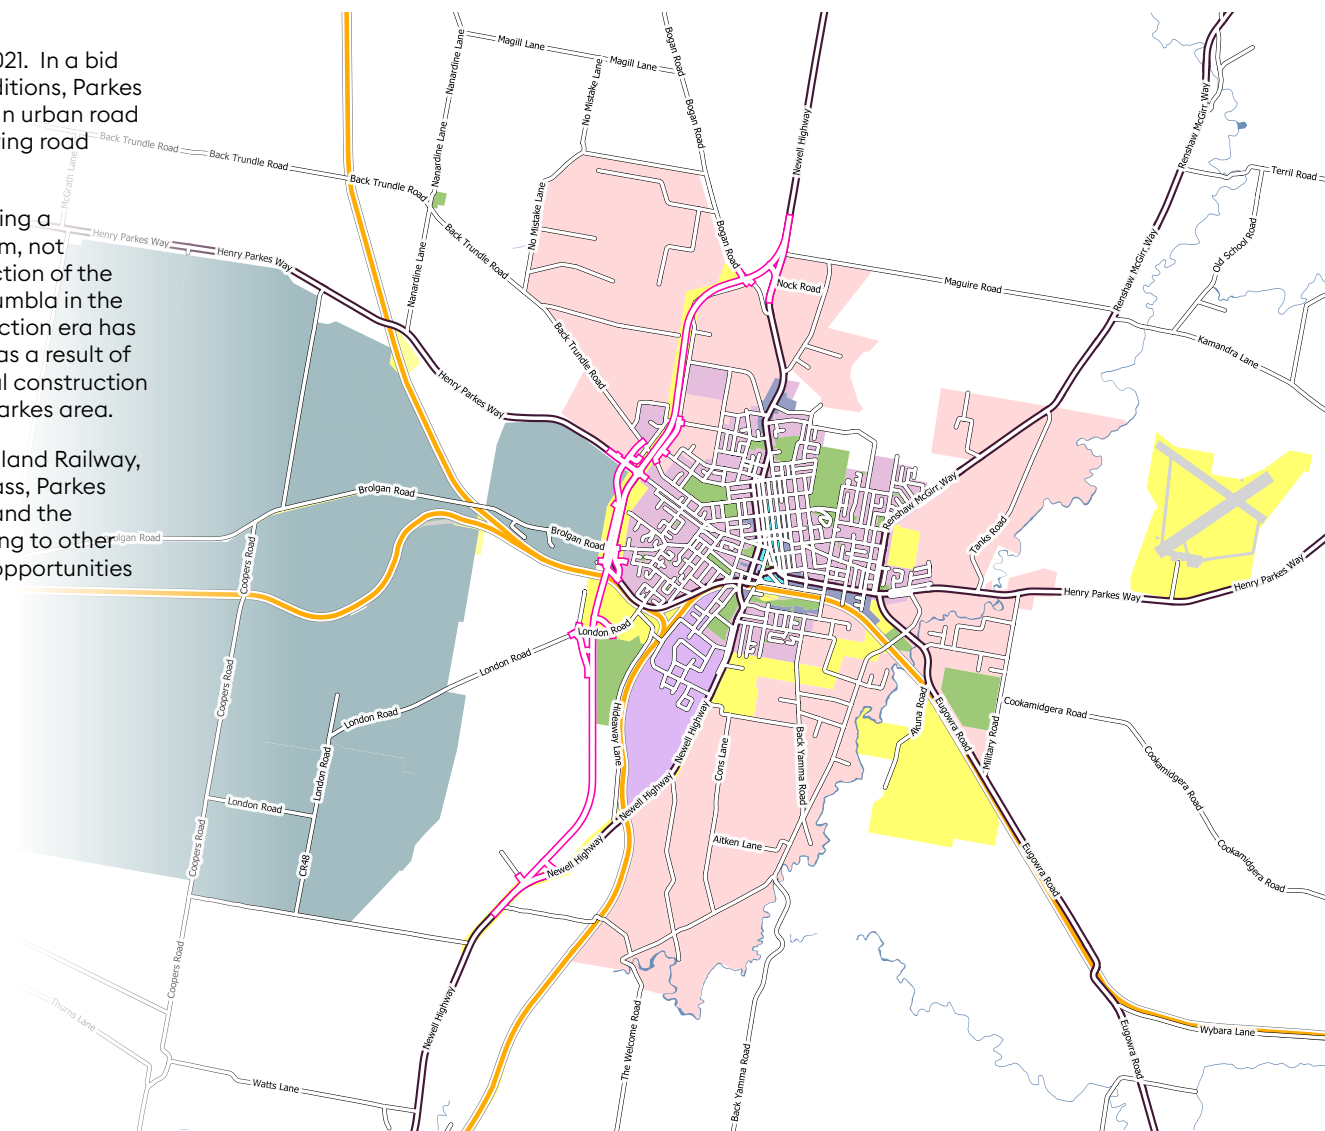 021. In a bid
ditions, Parkes
n urban road
ing road
ing a
m, not
ction of the
umbla in the
ction era has
as a result of
al construction
arkes area.
land Railway,
ass, Parkes
and the
ng to other
opportunities
Magill Lane
Magill Lane
Nanardine Lane
Bogan Road
No Mistake Lane
Bogan Road
Newell Highway
Renshaw McGirr Way
Back Trundle Road
Back Trundle Road
Back Trundle Road
Nanardine Lane
McGrath Lane
Terril Road
Henry Parkes Way
Henry Parkes Way
Nanardine Lane
Back Trundle Road
No Mistake Lane
Bogan Road
Renshaw McGirr Way
Old School Road
Nock Road
Maguire Road
Kamandra Lane
Back Trundle Road
Henry Parkes Way
Renshaw McGirr Way
Brolgan Road
Brolgan Road
olgan Road
Tanks Road
Coopers Road
Henry Parkes Way
Henry Parkes Way
London Road
London Road
Coopers Road
London Road
London Road
London Road
Hideaway Lane
Newell Highway
Cons Lane
Back Yamma Road
Akuna Road
Eugowra Road
Military Road
Cookamidgera Road
Cookamidgera Road
Cookamidgera Road
Newell Highway
Newell Highway
Aitken Lane
Coopers Road
CR48
Eugowra Road
Coopers Road
Thurns Lane
Newell Highway
The Welcome Road
Back Yamma Road
Eugowra Road
Wybara Lane
Watts Lane